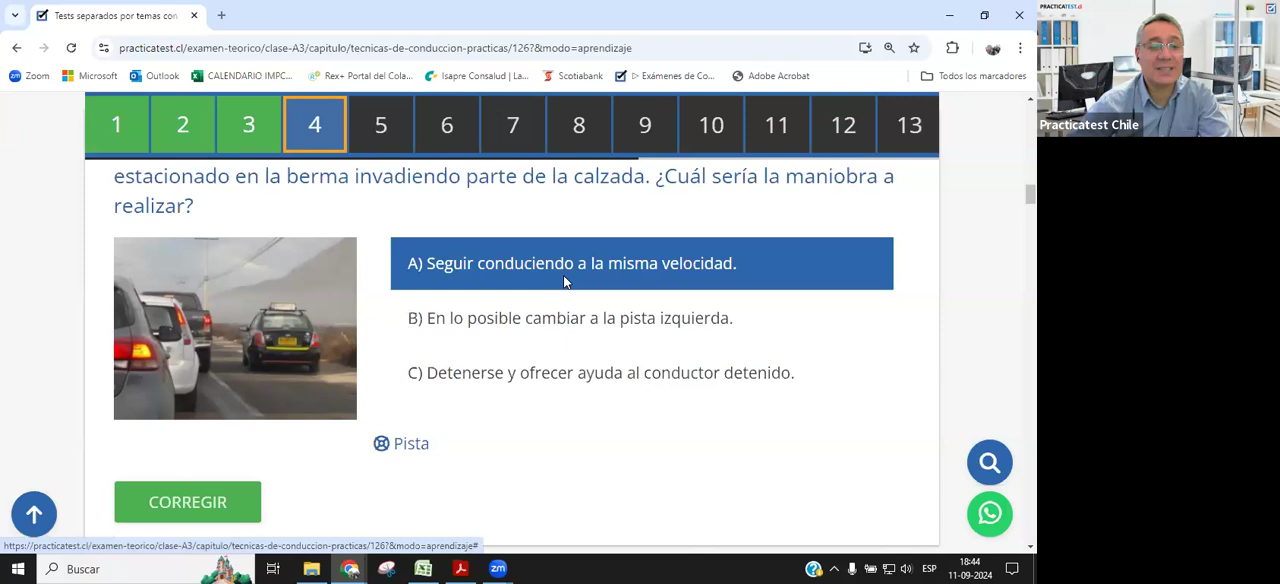 Tests separados por temas con
practicatest.cl/examen-teorico/clase-A3/capitulo/tecnicas-de-conduccion-practicas/126?&modo=aprendizaje
Zoom
Microsoft
Outlook
CALENDARIO IMPC...
Rex+ Portal del Cola...
Isapre Consalud | La...
Scotiabank
▷ Exámenes de Co...
Adobe Acrobat
Todos los marcadores
1 2 3 4 5 6 7 8 9 10 11 12 13
estacionado en la berma invadiendo parte de la calzada. ¿Cuál sería la maniobra a
realizar?
A) Seguir conduciendo a la misma velocidad.
B) En lo posible cambiar a la pista izquierda.
C) Detenerse y ofrecer ayuda al conductor detenido.
Pista
CORREGIR
https://practicatest.cl/examen-teorico/clase-A3/capitulo/tecnicas-de-conduccion-practicas/126?&modo=aprendizaje#
Buscar
ESP
18:44
11-09-2024
PRACTICATEST.cl
Practicatest Chile